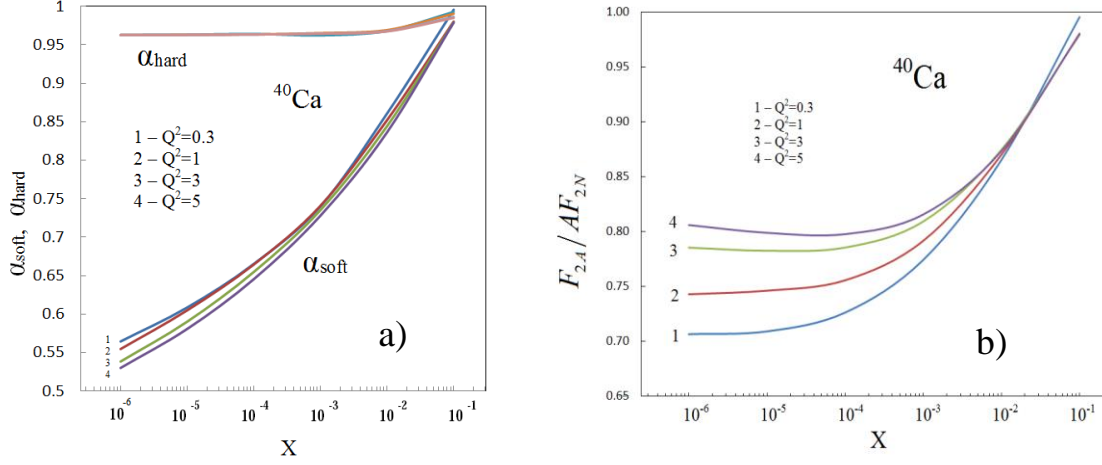 1
0.95
0.9
0.85
0.8
0.75
0.7
0.65
0.6
0.55
0.5
α_soft, α_hard
α_hard
⁴⁰Ca
1 – Q²=0.3
2 – Q²=1
3 – Q²=3
4 – Q²=5
α_soft
1
2
3
4
a)
10⁻⁶ 10⁻⁵ 10⁻⁴ 10⁻³ 10⁻² 10⁻¹
X
1.00
0.95
0.90
0.85
0.80
0.75
0.70
0.65
F₂A / AF₂N
⁴⁰Ca
1 – Q²=0.3
2 – Q²=1
3 – Q²=3
4 – Q²=5
4
3
2
1
b)
10⁻⁶ 10⁻⁵ 10⁻⁴ 10⁻³ 10⁻² 10⁻¹
X